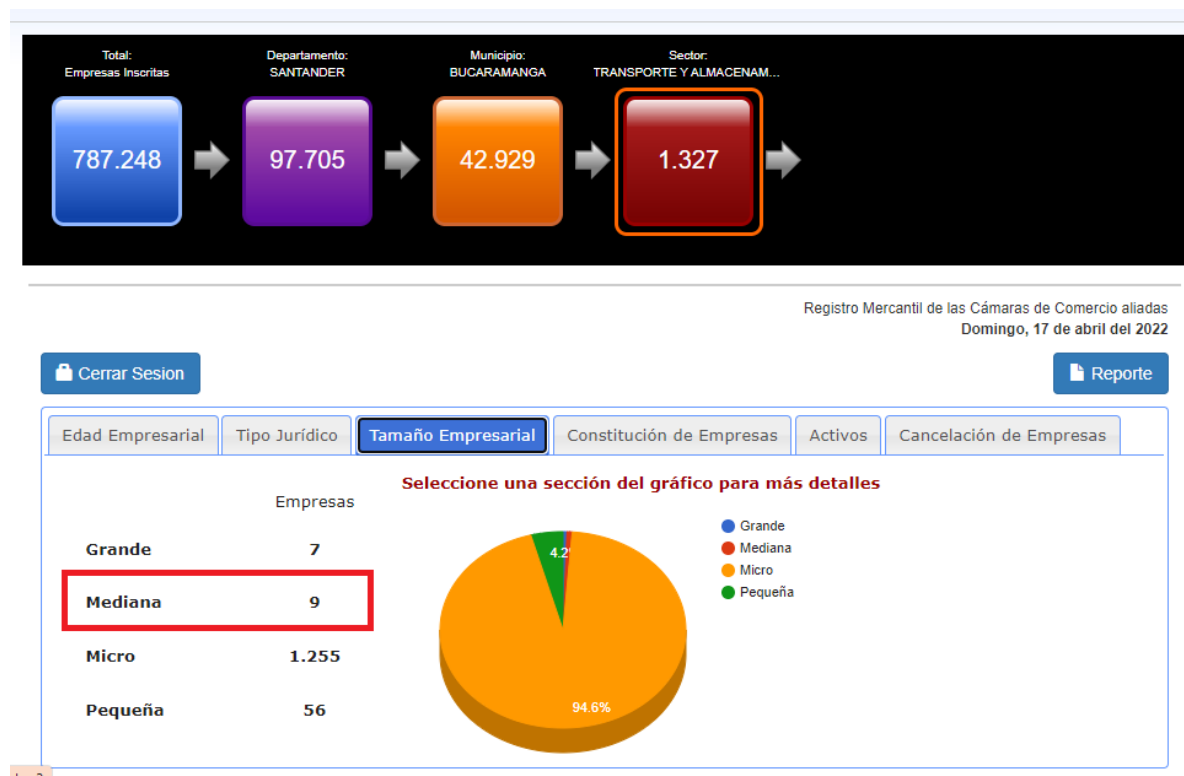 Total:
Empresas Inscritas
Departamento:
SANTANDER
Municipio:
BUCARAMANGA
Sector:
TRANSPORTE Y ALMACENAM...
787.248
97.705
42.929
1.327
Registro Mercantil de las Cámaras de Comercio aliadas
Domingo, 17 de abril del 2022
Cerrar Sesion
Reporte
Edad Empresarial
Tipo Jurídico
Tamaño Empresarial
Constitución de Empresas
Activos
Cancelación de Empresas
Empresas
Grande 7
Mediana 9
Micro 1.255
Pequeña 56
Seleccione una sección del gráfico para más detalles
4.2
94.6%
Grande
Mediana
Micro
Pequeña